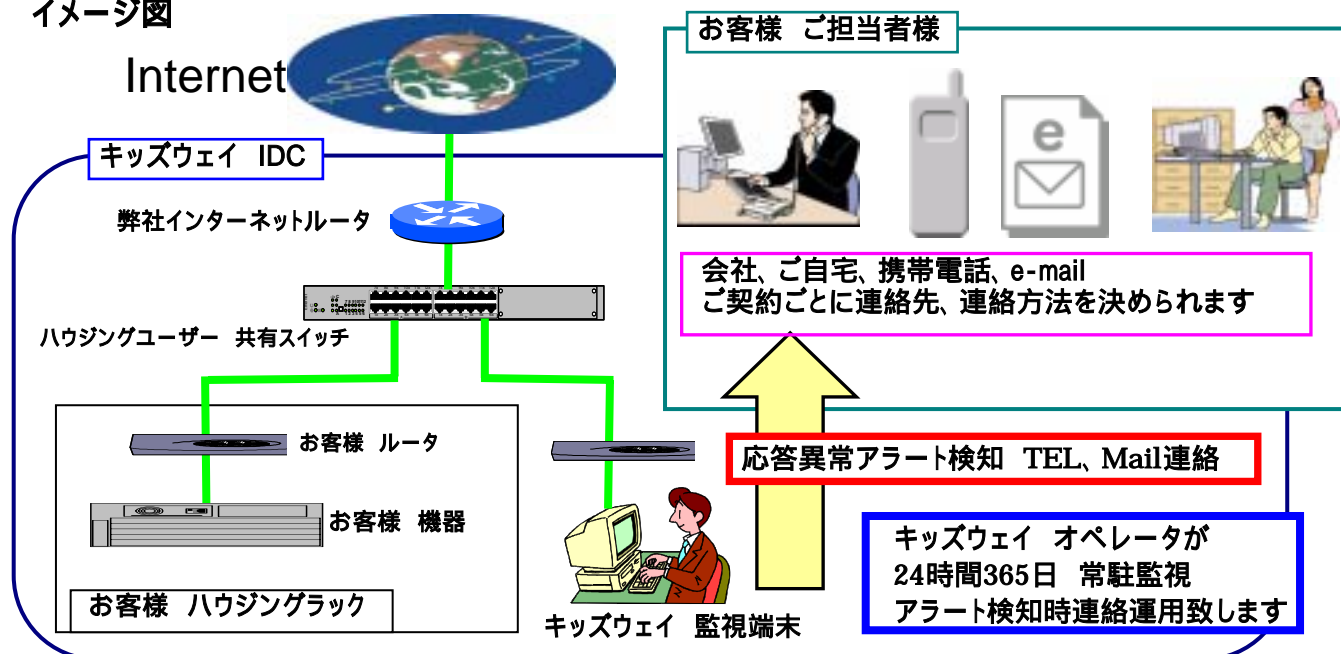 イメージ図
Internet
お客様 ご担当者様
キッズウェイ IDC
弊社インターネットルータ
e
会社、ご自宅、携帯電話、e-mail
ご契約ごとに連絡先、連絡方法を決められます
ハウジングユーザー 共有スイッチ
お客様 ルータ
応答異常アラート検知 TEL、Mail連絡
お客様 機器
キッズウェイ オペレータが
24時間365日 常駐監視
アラート検知時連絡運用致します
お客様 ハウジングラック
キッズウェイ 監視端末